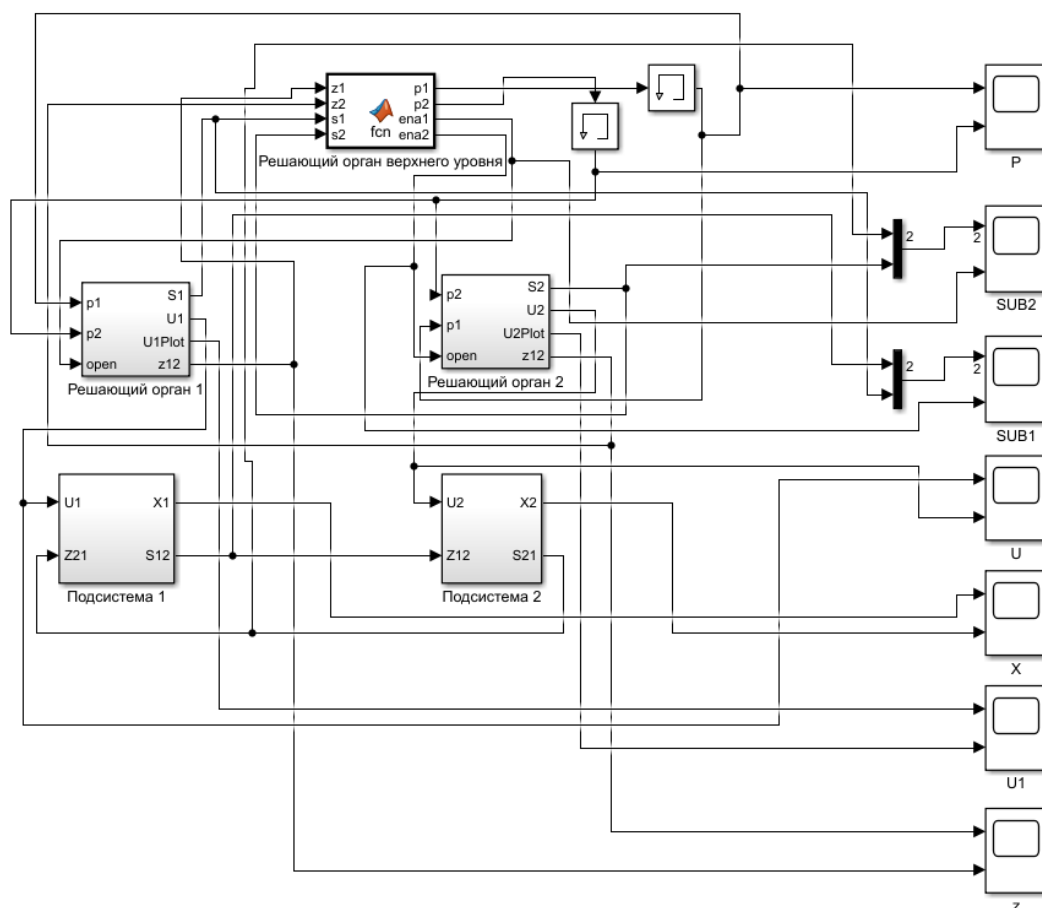 z1
z2
s1
s2
fcn
p1
p2
ena1
ena2
Решающий орган верхнего уровня
P
2
2
SUB2
p1
p2
open
S1
U1
U1Plot
z12
Решающий орган 1
p2
p1
open
S2
U2
U2Plot
z12
Решающий орган 2
2
2
SUB1
U1
Z21
X1
S12
Подсистема 1
U2
Z12
X2
S21
Подсистема 2
U
X
U1